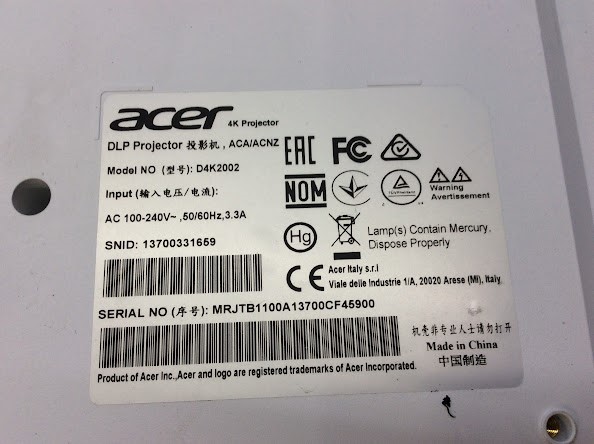 acer 4K Projector
DLP Projector 投影机 , ACA/ACNZ
Model NO (型号): D4K2002
Input (输入电压/电流):
AC 100-240V~ ,50/60Hz,3.3A
SNID: 13700331659
EAC FC
NOM
Warning
Avertissement
Hg
Lamp(s) Contain Mercury,
Dispose Properly
CE
Acer Italy s.r.l
Viale delle Industrie 1/A, 20020 Arese (MI), Italy
SERIAL NO (序号): MRJTB1100A13700CF45900
机壳非专业人士请勿打开
Made in China
中国制造
Product of Acer Inc.,Acer and logo are registered trademarks of Acer Incorporated.